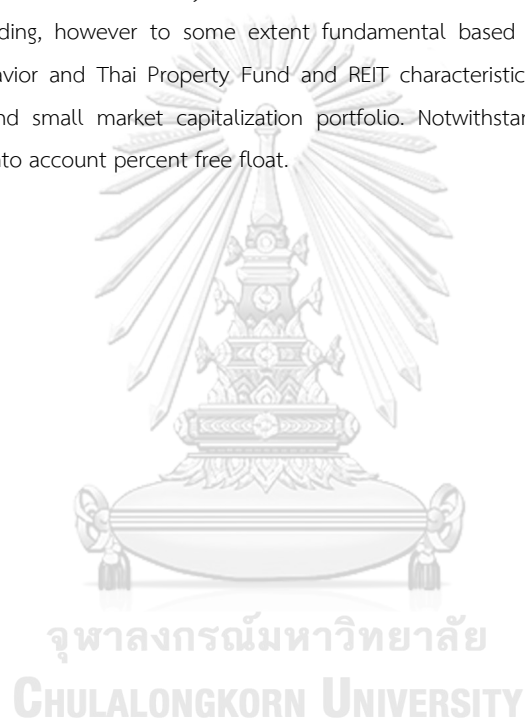 ding, however to some extent fundamental based
avior and Thai Property Fund and REIT characteristic
nd small market capitalization portfolio. Notwithstar
nto account percent free float.
จุฬาลงกรณ์มหาวิทยาลัย
CHULALONGKORN UNIVERSITY